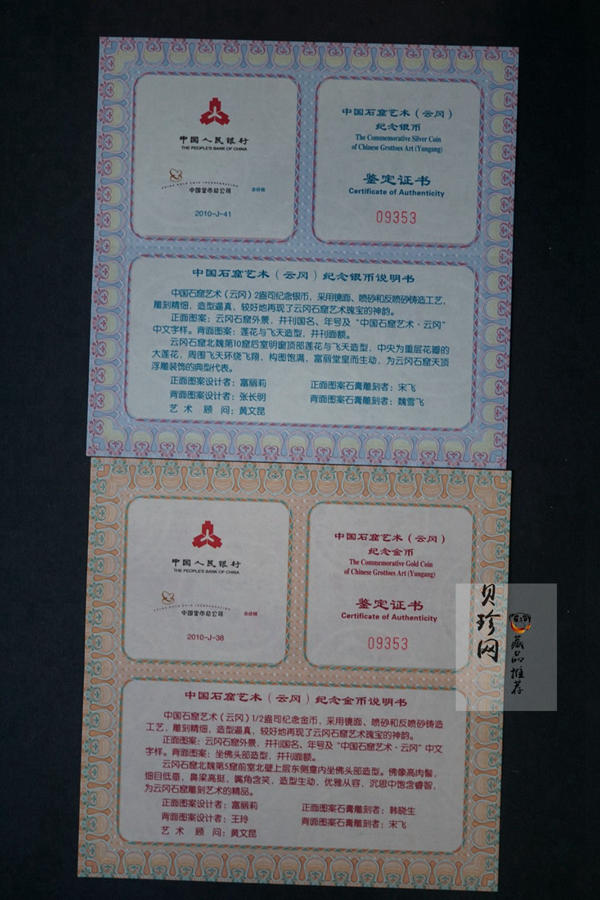 中国人民银行
THE PEOPLE'S BANK OF CHINA
CHINA GOLD COIN INCORPORATION
中国金币总公司
2010-J-41
中国石窟艺术（云冈）
纪念银币
The Commemorative Silver Coin
of Chinese Grottoes Art (Yungang)
鉴定证书
Certificate of Authenticity
09353
中国石窟艺术（云冈）纪念银币说明书
中国石窟艺术（云冈）2盎司纪念银币，采用镜面、喷砂和反喷砂铸造工艺，
雕刻精细，造型逼真，较好地再现了云冈石窟艺术瑰宝的神韵。
正面图案：云冈石窟外景，并刊国名、年号及“中国石窟艺术·云冈”
中文字样。背面图案：莲花与飞天造型，并刊面额。
云冈石窟北魏第10窟后室明窗顶部莲花与飞天造型，中央为重层花瓣的
大莲花，周围飞天环绕飞翔，构图饱满，富丽堂皇而生动，为云冈石窟天顶
浮雕装饰的典型代表。
正面图案设计者：富丽莉
正面图案石膏雕刻者：宋飞
背面图案设计者：张长明
背面图案石膏雕刻者：魏雪飞
艺术顾问：黄文昆
中国人民银行
THE PEOPLE'S BANK OF CHINA
CHINA GOLD COIN INCORPORATION
中国金币总公司
2010-J-38
中国石窟艺术（云冈）
纪念金币
The Commemorative Gold Coin
of Chinese Grottoes Art (Yungang)
鉴定证书
Certificate of Authenticity
09353
贝珍网
藏品推荐
中国石窟艺术（云冈）纪念金币说明书
中国石窟艺术（云冈）1/2盎司纪念金币，采用镜面、喷砂和反喷砂铸造
工艺，雕刻精细，造型逼真，较好地再现了云冈石窟艺术瑰宝的神韵。
正面图案：云冈石窟外景，并刊国名、年号及“中国石窟艺术·云冈”中文
字样。背面图案：坐佛头部造型，并刊面额。
云冈石窟北魏第5窟前室北壁上层东侧龛内坐佛头部造型。佛像高肉髻，
细目低垂，鼻梁高挺，嘴角含笑，造型生动，优雅从容，沉思中饱含睿智，
为云冈石窟雕刻艺术的精品。
正面图案设计者：富丽莉
正面图案石膏雕刻者：韩晓生
背面图案设计者：王玲
背面图案石膏雕刻者：宋飞
艺术顾问：黄文昆